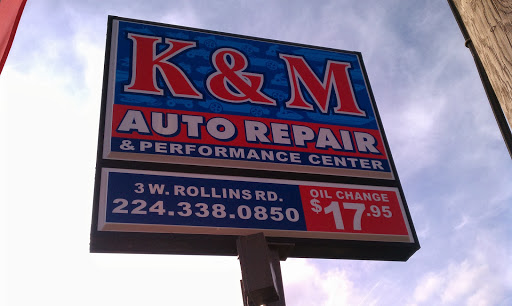 K&M
AUTO REPAIR
& PERFORMANCE CENTER
3 W. ROLLINS RD.
224.338.0850
OIL CHANGE
$17.95